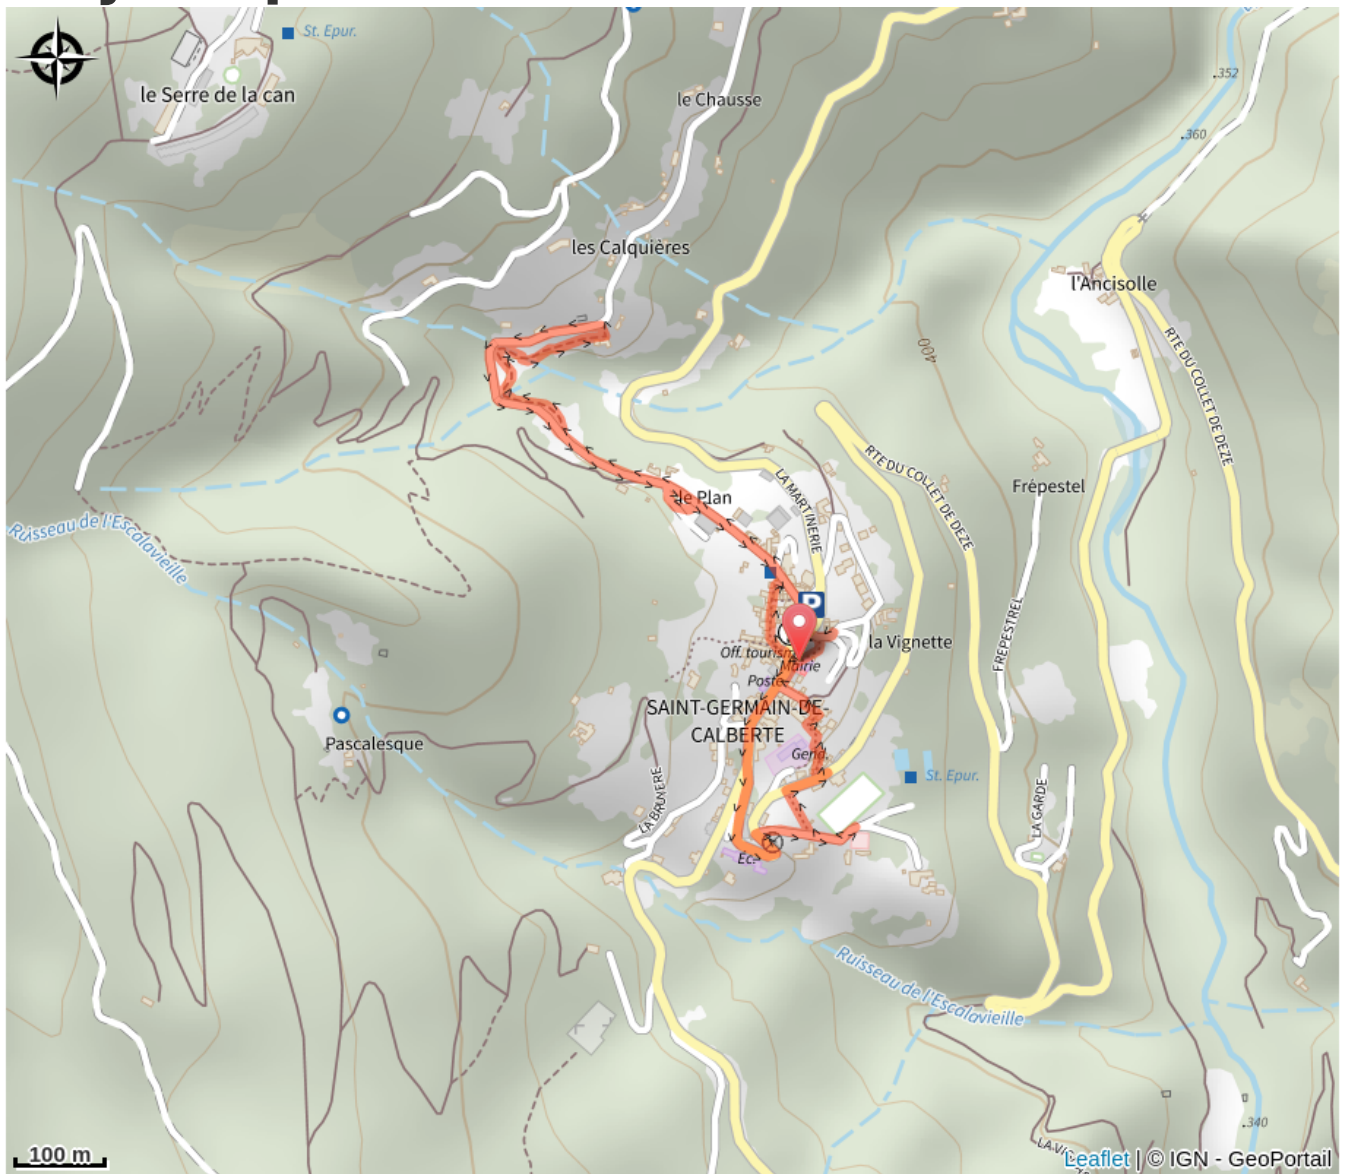 St. Epur.
le Serre de la can
le Chausse
.352
.360
les Calquières
l'Ancisolle
400
RTE DU COLLET DE DEZE
RTE DU COLLET DE DEZE
LA MARTINERIE
le Plan
Frépestel
Ruisseau de l'Escalavieille
P
FREPESTREL
la Vignette
Off. tourism
Mairie
Poste
SAINT-GERMAIN-DE-
CALBERTE
Pascalesque
Gend.
St. Epur.
LA BRUYERE
LA GARDE
Ec.
Ruisseau de l'Escalavieille
.340
100 m
Leaflet | © IGN - GeoPortail